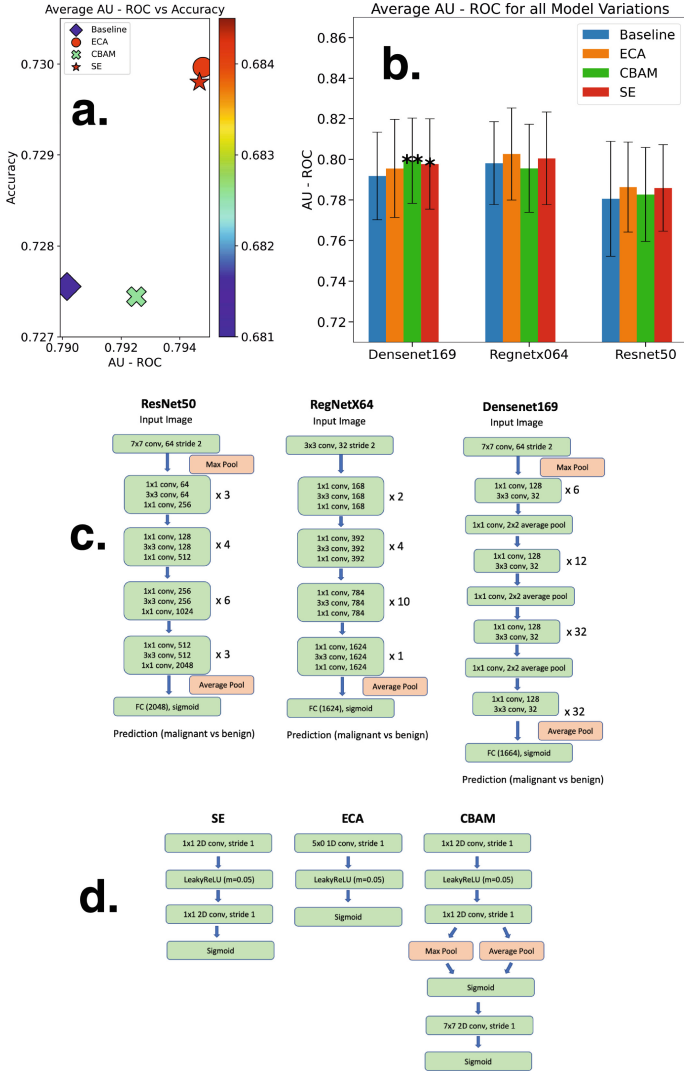 Average AU - ROC vs Accuracy
Baseline
ECA
CBAM
SE
a.
0.730
0.729
0.728
0.727
Accuracy
0.790
0.792
0.794
AU - ROC
0.684
0.683
0.682
0.681
Average AU - ROC for all Model Variations
b.
Baseline
ECA
CBAM
SE
0.86
0.84
0.82
0.80
0.78
0.76
0.74
0.72
AU - ROC
**
*
Densenet169
Regnetx064
Resnet50
c.
ResNet50
Input Image
7x7 conv, 64 stride 2
Max Pool
1x1 conv, 64
3x3 conv, 64
1x1 conv, 256
x 3
1x1 conv, 128
3x3 conv, 128
1x1 conv, 512
x 4
1x1 conv, 256
3x3 conv, 256
1x1 conv, 1024
x 6
1x1 conv, 512
3x3 conv, 512
1x1 conv, 2048
x 3
Average Pool
FC (2048), sigmoid
Prediction (malignant vs benign)
RegNetX64
Input Image
3x3 conv, 32 stride 2
1x1 conv, 168
3x3 conv, 168
1x1 conv, 168
x 2
1x1 conv, 392
3x3 conv, 392
1x1 conv, 392
x 4
1x1 conv, 784
3x3 conv, 784
1x1 conv, 784
x 10
1x1 conv, 1624
3x3 conv, 1624
1x1 conv, 1624
x 1
Average Pool
FC (1624), sigmoid
Prediction (malignant vs benign)
Densenet169
Input Image
7x7 conv, 64 stride 2
Max Pool
1x1 conv, 128
3x3 conv, 32
x 6
1x1 conv, 2x2 average pool
1x1 conv, 128
3x3 conv, 32
x 12
1x1 conv, 2x2 average pool
1x1 conv, 128
3x3 conv, 32
x 32
1x1 conv, 2x2 average pool
1x1 conv, 128
3x3 conv, 32
x 32
Average Pool
FC (1664), sigmoid
Prediction (malignant vs benign)
d.
SE
1x1 2D conv, stride 1
LeakyReLU (m=0.05)
1x1 2D conv, stride 1
Sigmoid
ECA
5x0 1D conv, stride 1
LeakyReLU (m=0.05)
Sigmoid
CBAM
1x1 2D conv, stride 1
LeakyReLU (m=0.05)
1x1 2D conv, stride 1
Max Pool
Average Pool
Sigmoid
7x7 2D conv, stride 1
Sigmoid